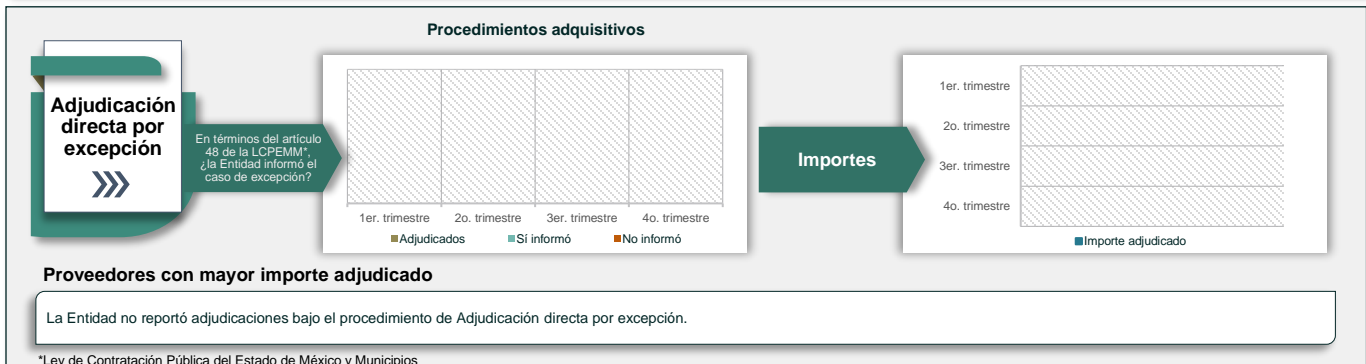 Procedimientos adquisitivos
Adjudicación
directa por
excepción
En términos del artículo
48 de la LCPEMM*,
¿la Entidad informó el
caso de excepción?
1er. trimestre 2o. trimestre 3er. trimestre 4o. trimestre
Adjudicados Sí informó No informó
Importes
1er. trimestre
2o. trimestre
3er. trimestre
4o. trimestre
Importe adjudicado
Proveedores con mayor importe adjudicado
La Entidad no reportó adjudicaciones bajo el procedimiento de Adjudicación directa por excepción.
*Ley de Contratación Pública del Estado de México y Municipios